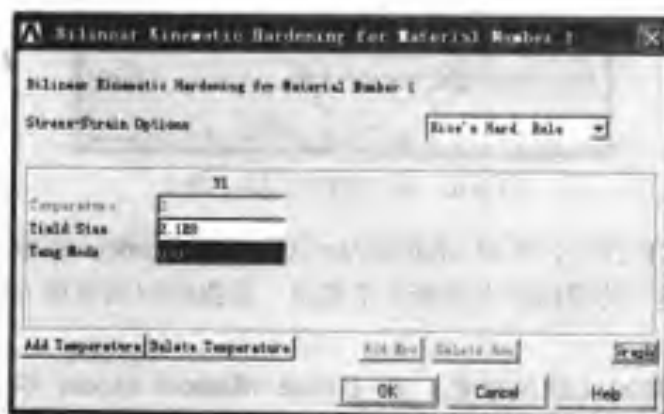 Bilinear Kinematic Hardening for Material Number 1
Bilinear Kinematic Hardening for Material Number 1
Stress-Strain Options
Rice's Hard. Rule
T1
Temperature
Yield Stss
Tang Mods
Add Temperature Delete Temperature
Add Row Delete Row
Graph
OK Cancel Help